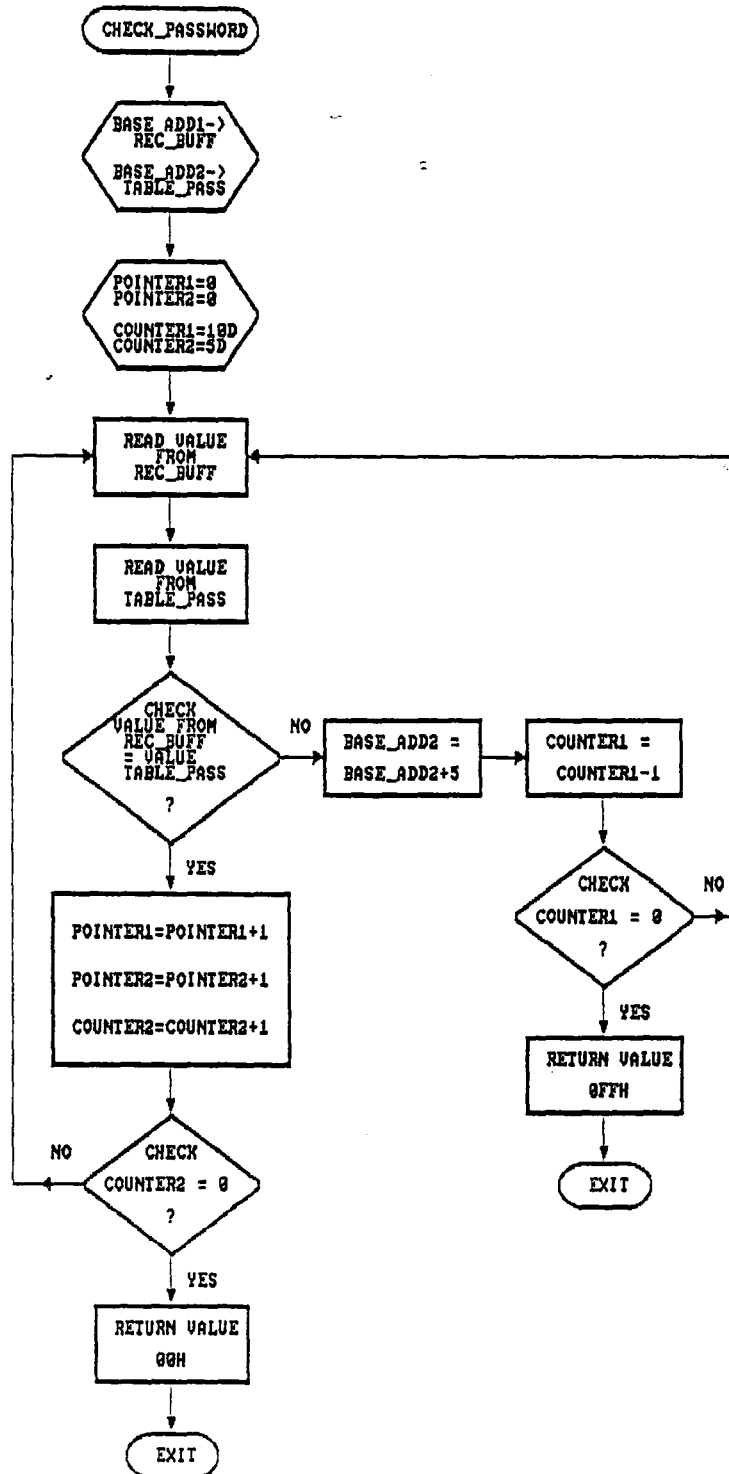 CHECK_PASSWORD
BASE_ADD1->
REC_BUFF
BASE_ADD2->
TABLE_PASS
POINTER1=0
POINTER2=0
COUNTER1=10D
COUNTER2=5D
READ VALUE
FROM
REC_BUFF
READ VALUE
FROM
TABLE_PASS
CHECK
VALUE FROM
REC_BUFF
= VALUE
TABLE_PASS
?
NO
BASE_ADD2 =
BASE_ADD2+5
COUNTER1 =
COUNTER1-1
CHECK
COUNTER1 = 0
?
NO
YES
RETURN VALUE
0FFH
EXIT
YES
POINTER1=POINTER1+1
POINTER2=POINTER2+1
COUNTER2=COUNTER2+1
CHECK
COUNTER2 = 0
?
NO
YES
RETURN VALUE
00H
EXIT